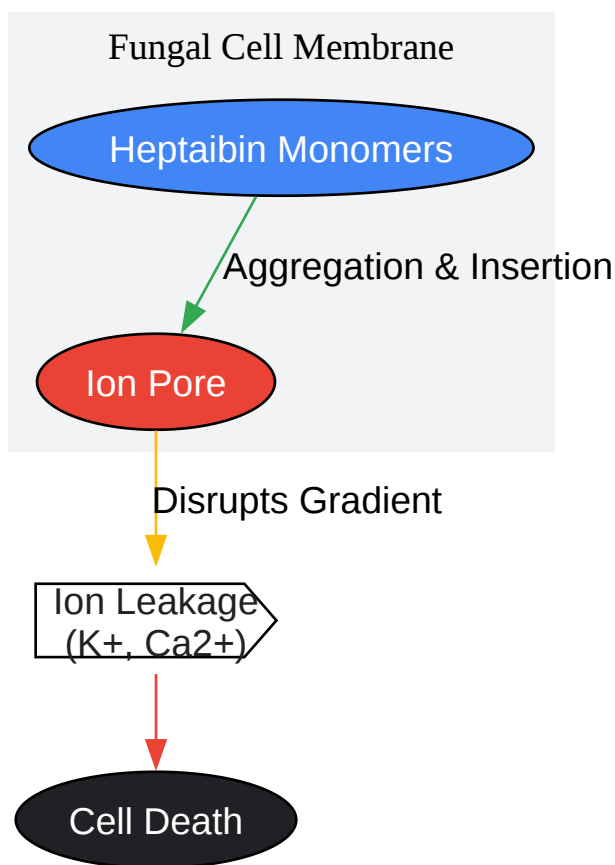 Fungal Cell Membrane
Heptaibin Monomers
Aggregation & Insertion
Ion Pore
Disrupts Gradient
Ion Leakage
(K+, Ca2+)
Cell Death